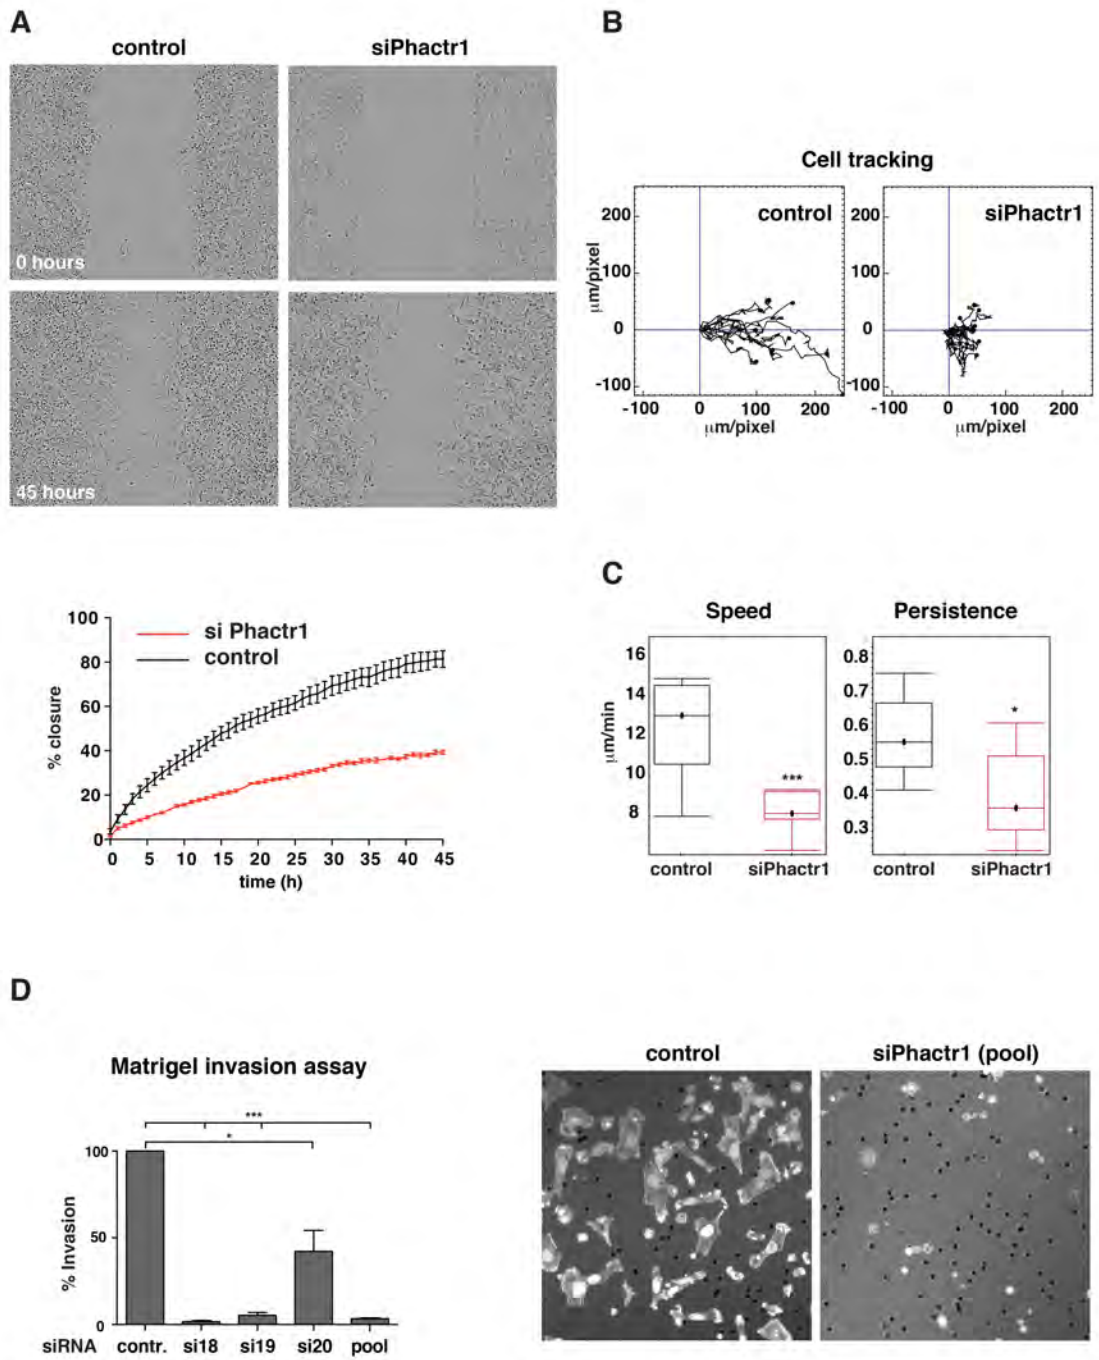 A
control
siPhactr1
0 hours
45 hours
100
80
60
40
20
0
% closure
si Phactr1
control
0 5 10 15 20 25 30 35 40 45
time (h)
B
Cell tracking
control
200
100
0
-100
μm/pixel
-100 0 100 200
μm/pixel
siPhactr1
200
100
0
-100
-100 0 100 200
μm/pixel
C
Speed
16
14
12
10
8
μm/min
***
control siPhactr1
Persistence
0.8
0.7
0.6
0.5
0.4
0.3
*
control siPhactr1
D
Matrigel invasion assay
***
*
100
50
0
% Invasion
siRNA contr. si18 si19 si20 pool
control
siPhactr1 (pool)